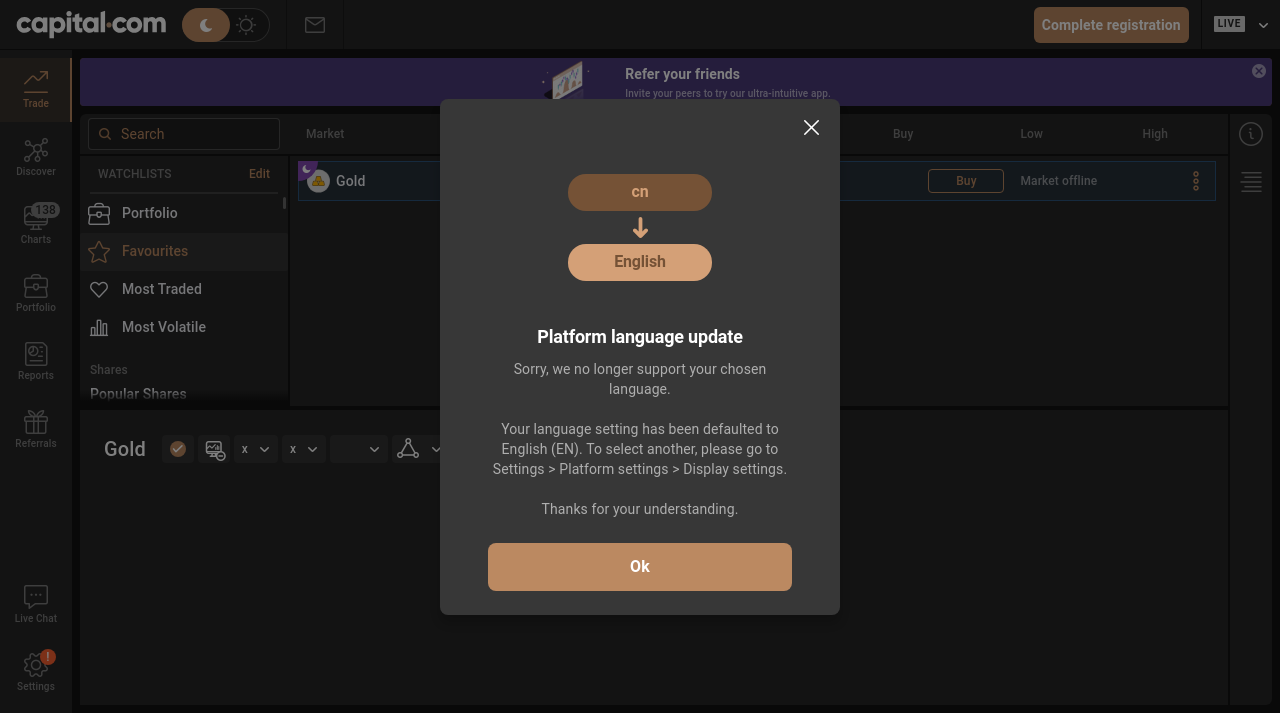 capital.com
Complete registration
LIVE
Trade
Discover
138
Charts
Portfolio
Reports
Referrals
Live Chat
!
Settings
Refer your friends
Invite your peers to try our ultra-intuitive app.
Search
WATCHLISTS
Edit
Portfolio
Favourites
Most Traded
Most Volatile
Shares
Popular Shares
Market
Buy
Low
High
Gold
Buy
Market offline
Gold
x
x
cn
English
Platform language update
Sorry, we no longer support your chosen
language.
Your language setting has been defaulted to
English (EN). To select another, please go to
Settings > Platform settings > Display settings.
Thanks for your understanding.
Ok